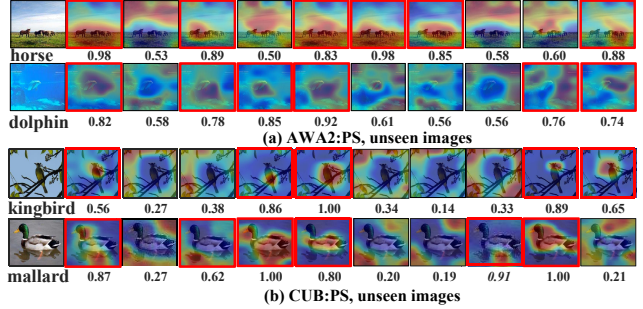 horse 0.98 0.53 0.89 0.50 0.83 0.98 0.85 0.58 0.60 0.88
dolphin 0.82 0.58 0.78 0.85 0.92 0.61 0.56 0.56 0.76 0.74
(a) AWA2:PS, unseen images
kingbird 0.56 0.27 0.38 0.86 1.00 0.34 0.14 0.33 0.89 0.65
mallard 0.87 0.27 0.62 1.00 0.80 0.20 0.19 0.91 1.00 0.21
(b) CUB:PS, unseen images